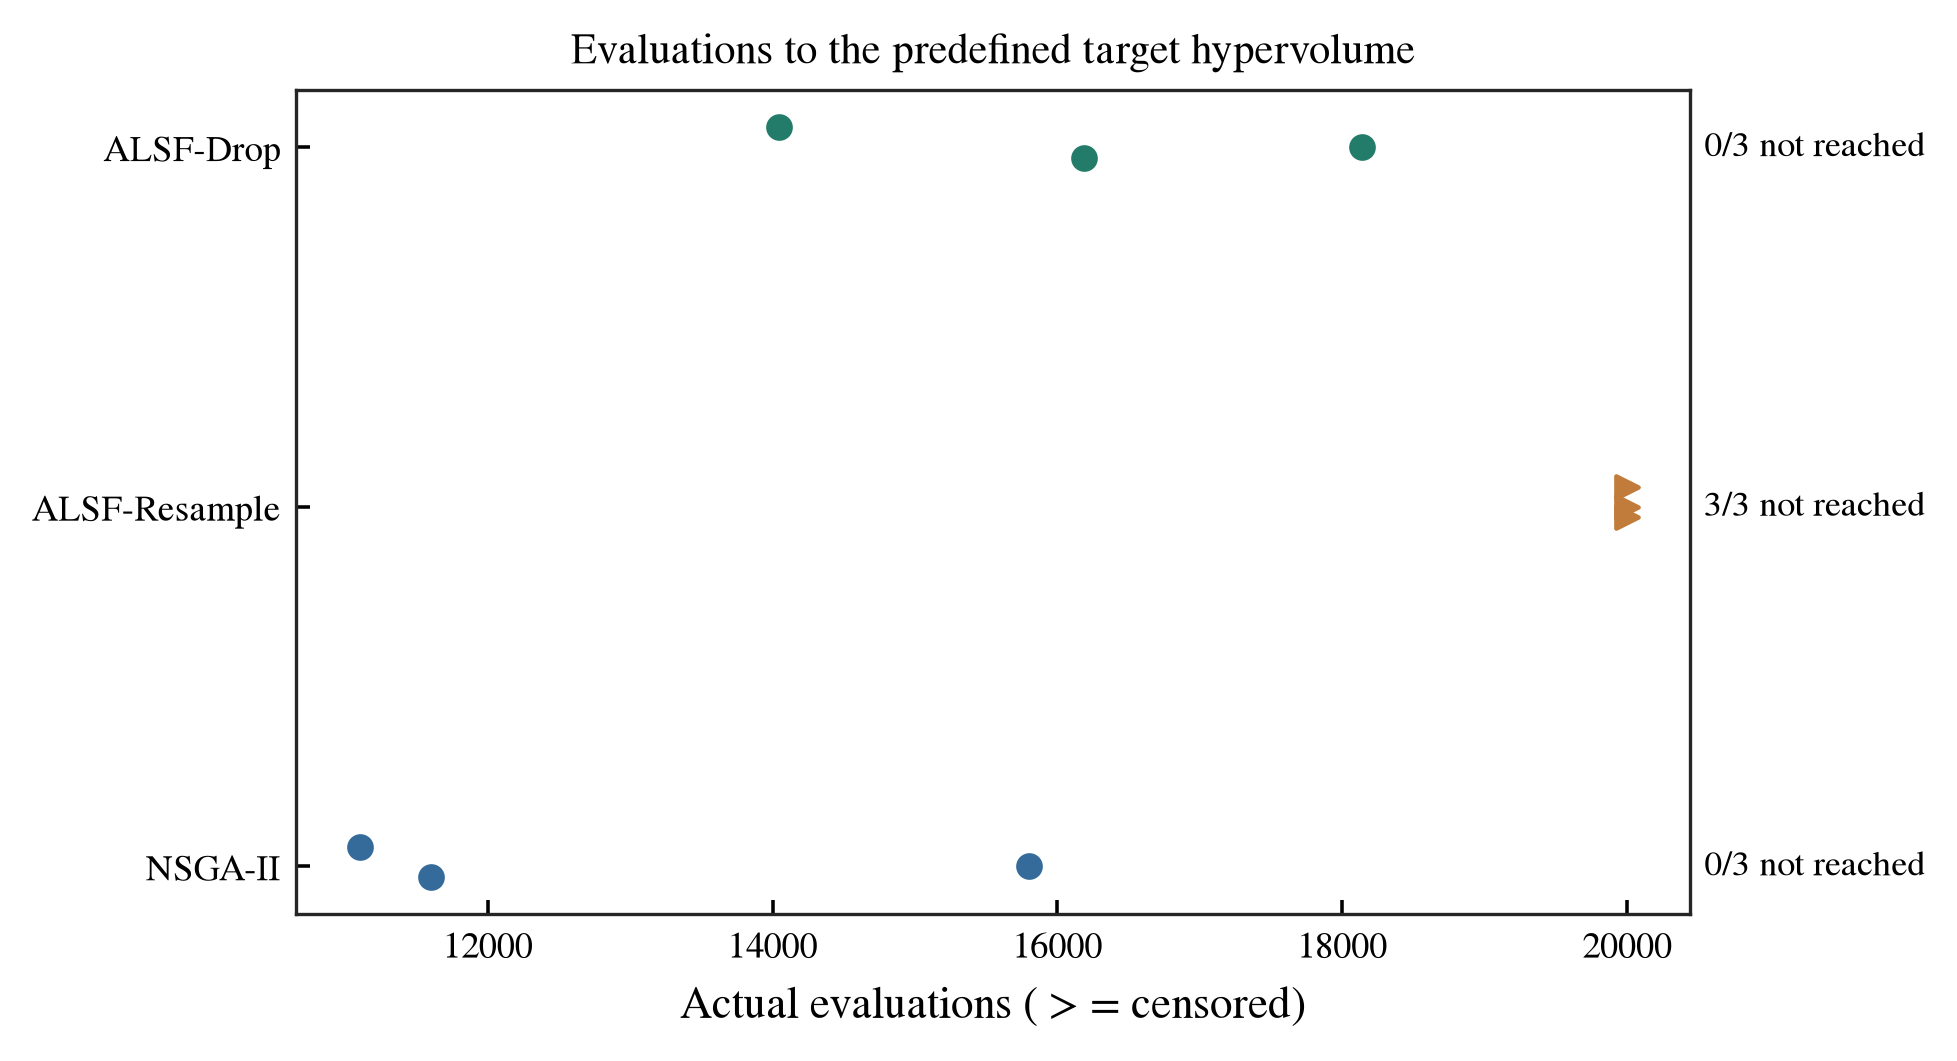 Evaluations to the predefined target hypervolume
ALSF-Drop
0/3 not reached
ALSF-Resample
3/3 not reached
NSGA-II
0/3 not reached
12000 14000 16000 18000 20000
Actual evaluations ( > = censored)